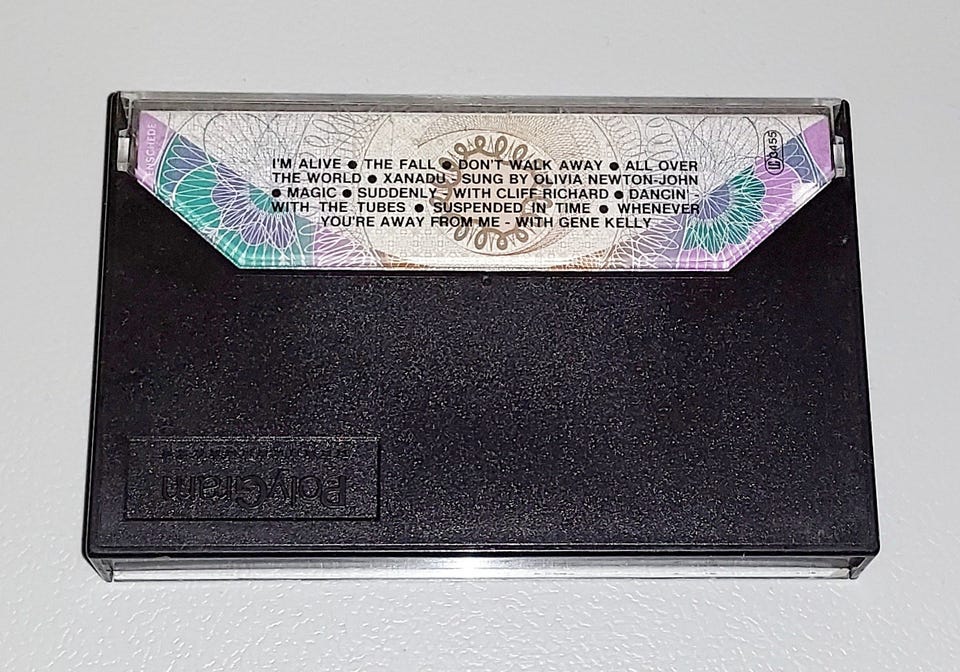 I'M ALIVE ● THE FALL ● DON'T WALK AWAY ● ALL OVER
THE WORLD ● XANADU - SUNG BY OLIVIA NEWTON-JOHN
● MAGIC ● SUDDENLY - WITH CLIFF RICHARD ● DANCIN'
WITH THE TUBES ● SUSPENDED IN TIME ● WHENEVER
YOU'RE AWAY FROM ME - WITH GENE KELLY
ENSCHEDE
PolyGram